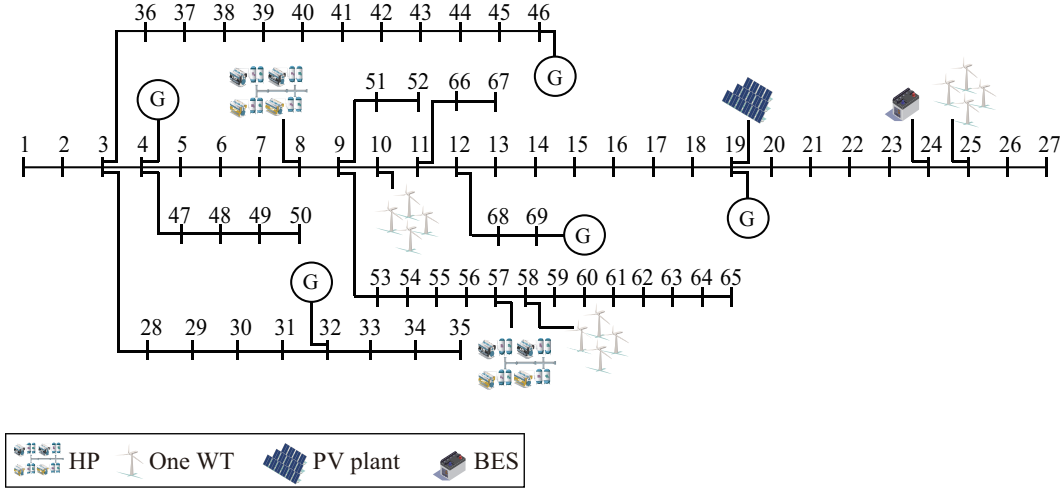 36 37 38 39 40 41 42 43 44 45 46
G
51 52 66 67
G
1 2 3 4 5 6 7 8 9 10 11 12 13 14 15 16 17 18 19 20 21 22 23 24 25 26 27
47 48 49 50
68 69 G
G
53 54 55 56 57 58 59 60 61 62 63 64 65
G
28 29 30 31 32 33 34 35
HP One WT PV plant BES